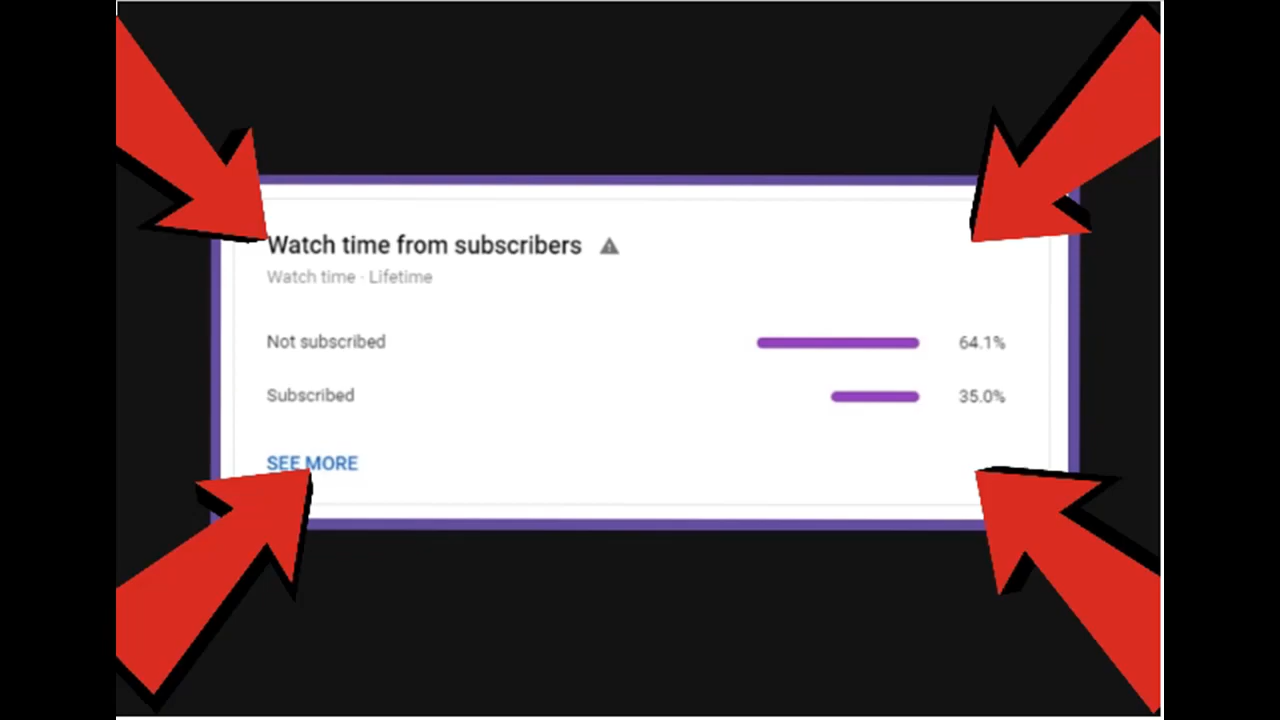 Watch time from subscribers
Watch time · Lifetime
Not subscribed 64.1%
Subscribed 35.0%
SEE MORE